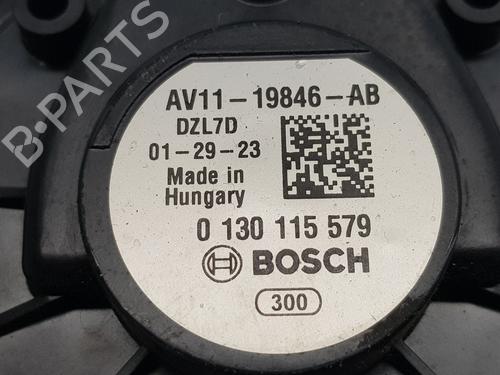 B-PARTS
AV11-19846-AB
DZL7D
01-29-23
Made in
Hungary
0 130 115 579
BOSCH
300